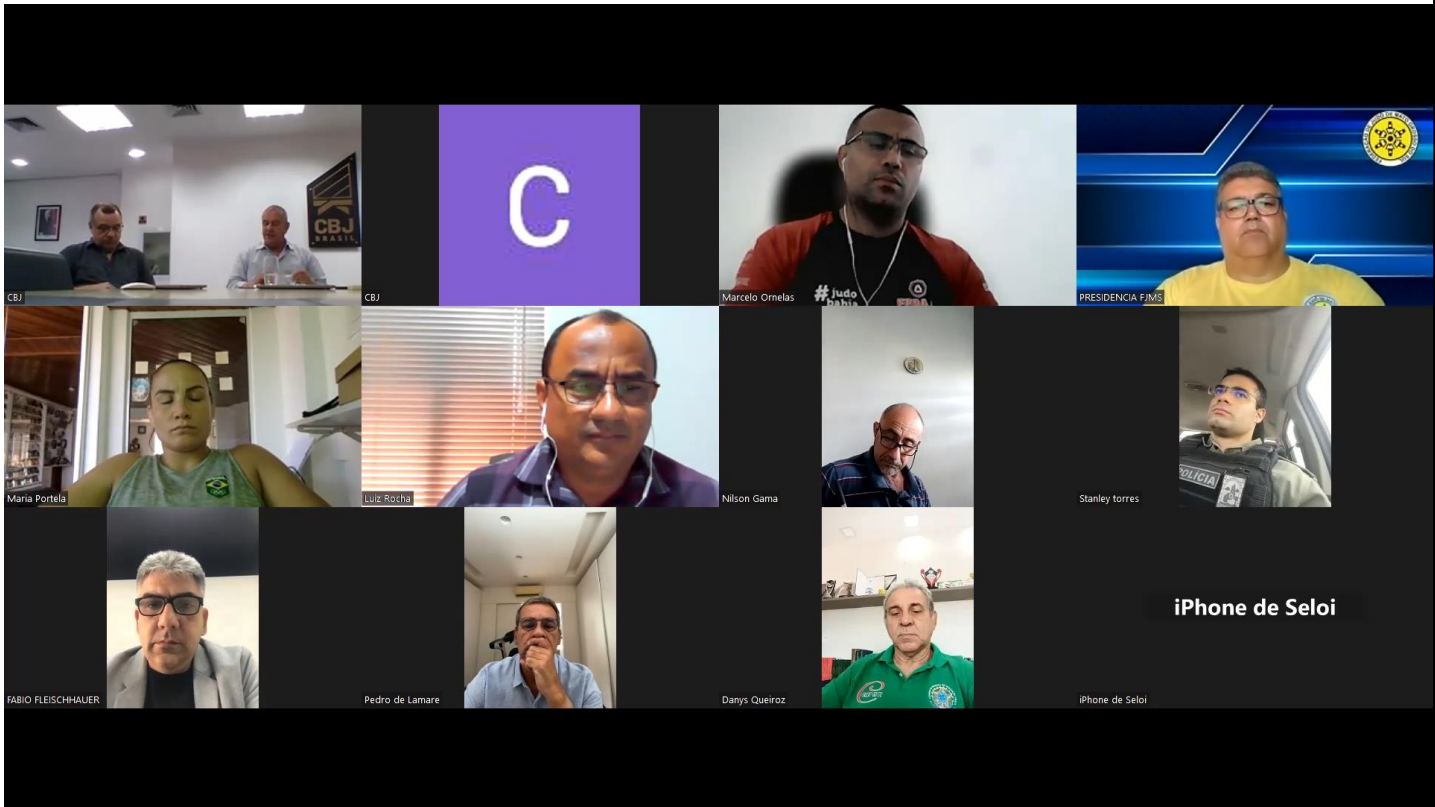 CBJ
BRASIL
CBJ
C
CBJ
#judo
bahia
Marcelo Ornelas
PRESIDENCIA FJMS
Maria Portela
Luiz Rocha
Nilson Gama
POLÍCIA
Stanley torres
FABIO FLEISCHHAUER
Pedro de Lamare
Danys Queiroz
iPhone de Seloi
iPhone de Seloi